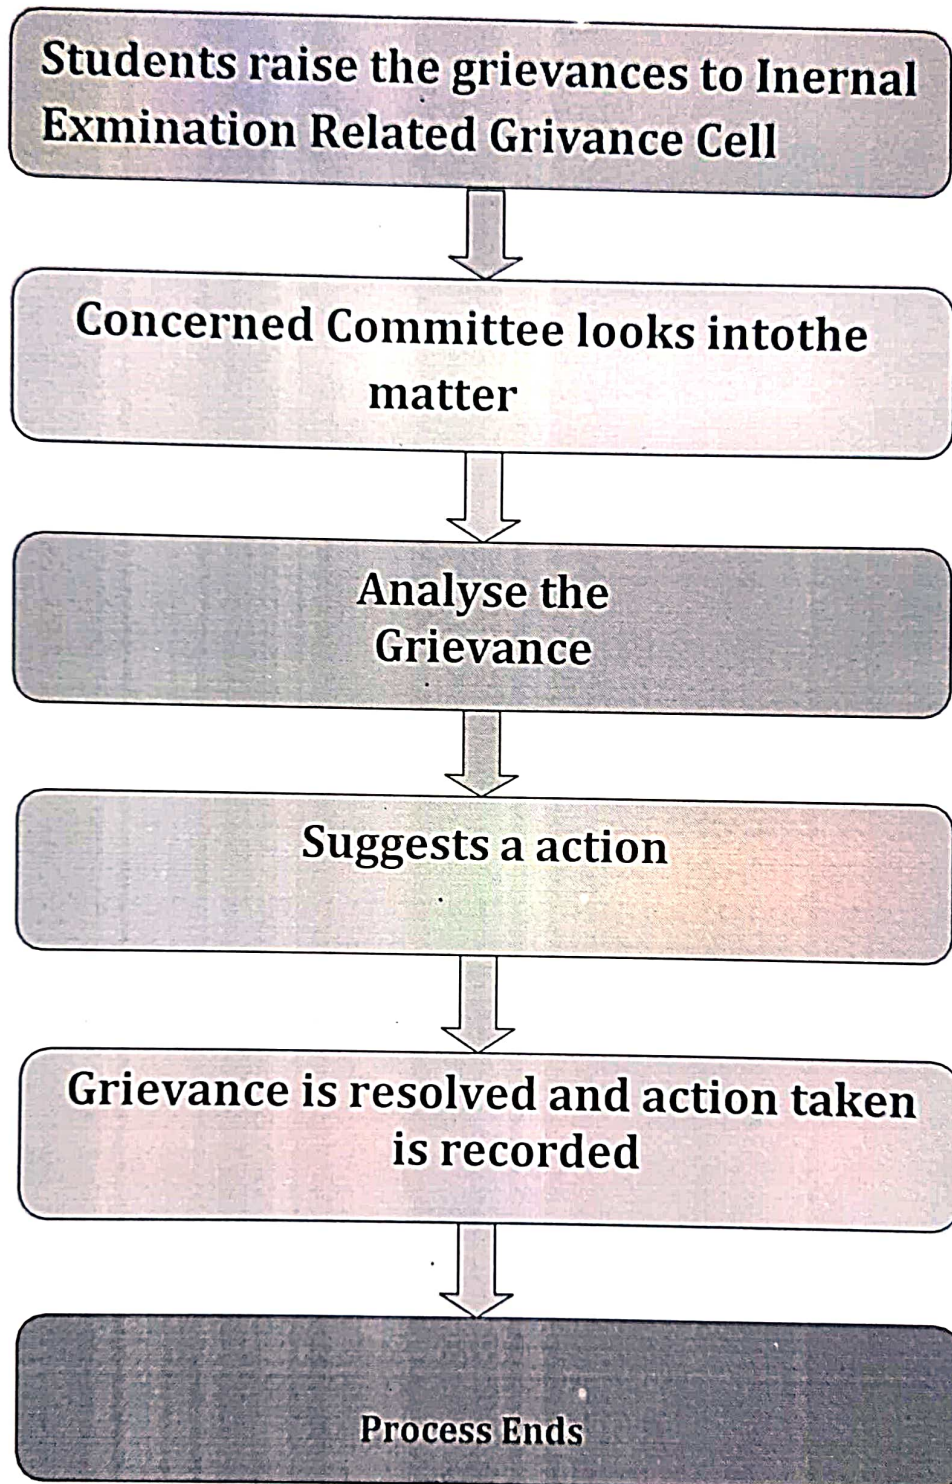 Students raise the grievances to Inernal
Exmination Related Grivance Cell
Concerned Committee looks intothe
matter
Analyse the
Grievance
Suggests a action
Grievance is resolved and action taken
is recorded
Process Ends